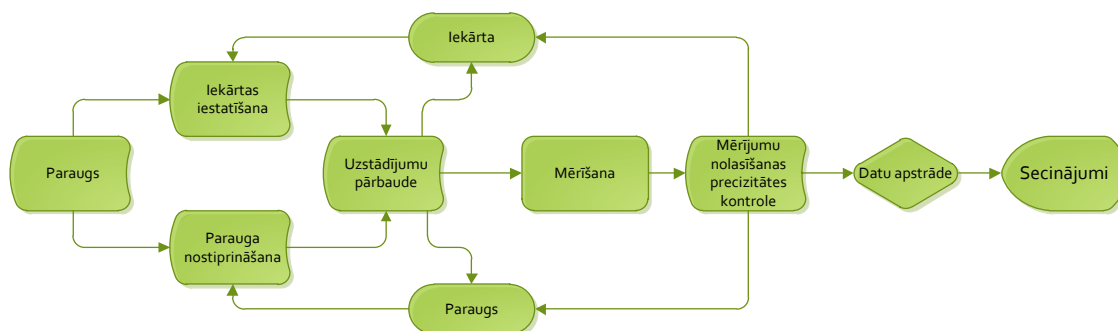 Iekārta
Iekārtas
iestatīšana
Paraugs
Uzstādījumu
pārbaude
Mērīšana
Mērījumu
nolasīšanas
precizitātes
kontrole
Datu apstrāde
Secinājumi
Parauga
nostiprināšana
Paraugs